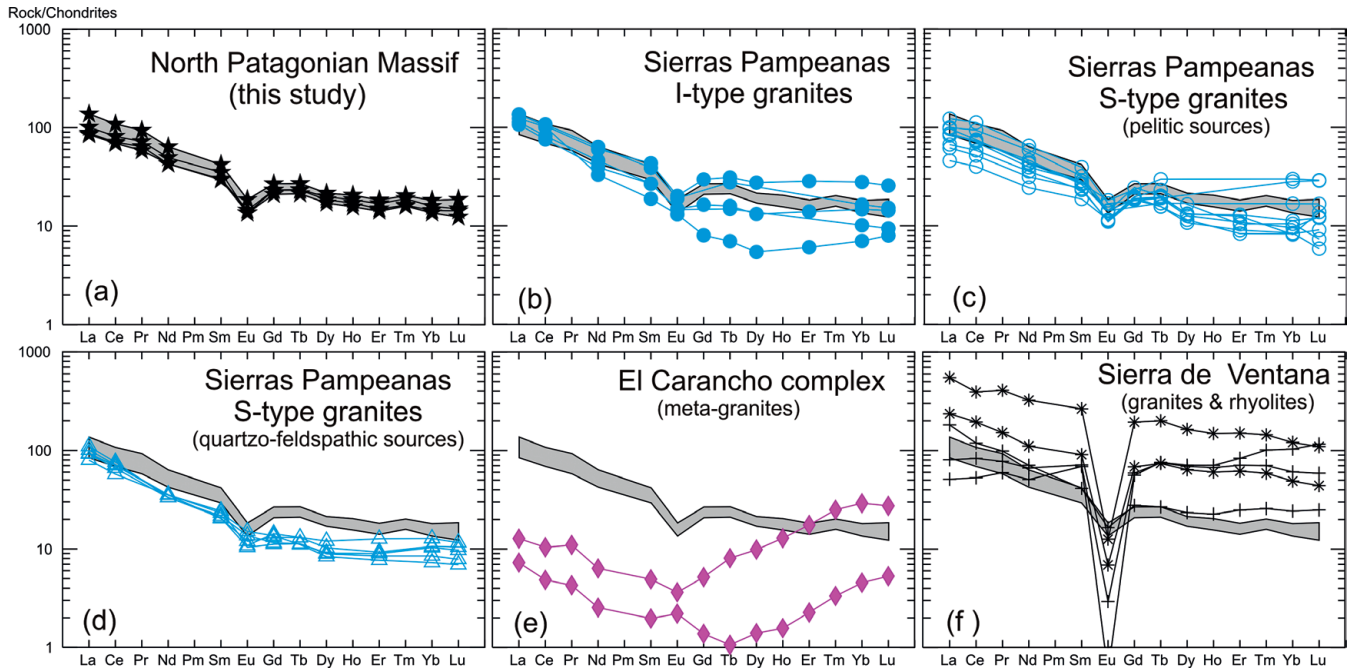 Rock/Chondrites
1000
100
10
1
North Patagonian Massif
(this study)
(a)
Sierras Pampeanas
I-type granites
(b)
Sierras Pampeanas
S-type granites
(pelitic sources)
(c)
La Ce Pr Nd Pm Sm Eu Gd Tb Dy Ho Er Tm Yb Lu
La Ce Pr Nd Pm Sm Eu Gd Tb Dy Ho Er Tm Yb Lu
La Ce Pr Nd Pm Sm Eu Gd Tb Dy Ho Er Tm Yb Lu
1000
100
10
1
Sierras Pampeanas
S-type granites
(quartzo-feldspathic sources)
(d)
El Carancho complex
(meta-granites)
(e)
Sierra de Ventana
(granites & rhyolites)
(f)
La Ce Pr Nd Pm Sm Eu Gd Tb Dy Ho Er Tm Yb Lu
La Ce Pr Nd Pm Sm Eu Gd Tb Dy Ho Er Tm Yb Lu
La Ce Pr Nd Pm Sm Eu Gd Tb Dy Ho Er Tm Yb Lu